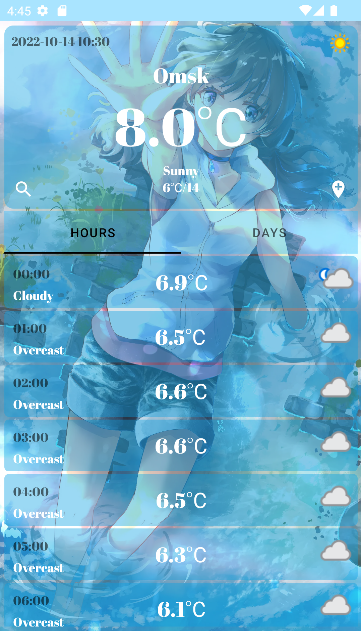 4:45
2022-10-14 10:30
Omsk
8.0°C
Sunny
6°C/14
HOURS DAYS
00:00
6.9°C
Cloudy
01:00
6.5°C
Overcast
02:00
6.6°C
Overcast
03:00
6.6°C
Overcast
04:00
6.5°C
Overcast
05:00
6.3°C
Overcast
06:00
6.1°C
Overcast